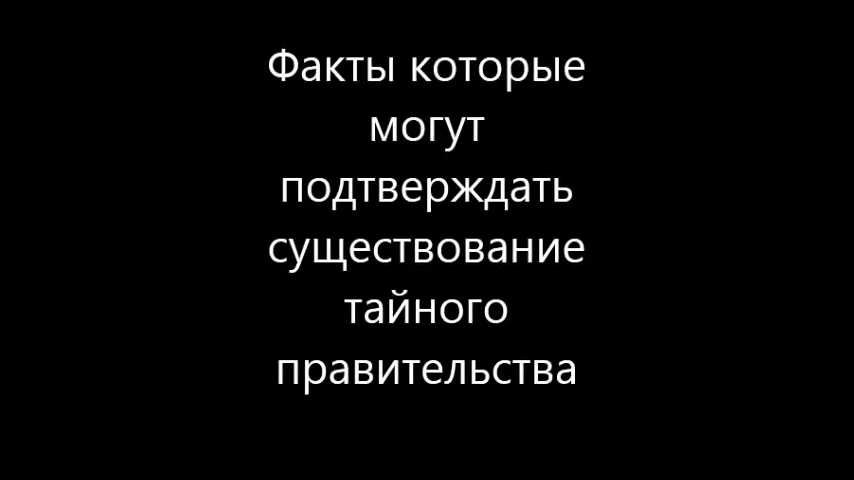 Факты которые
могут
подтверждать
существование
тайного
правительства